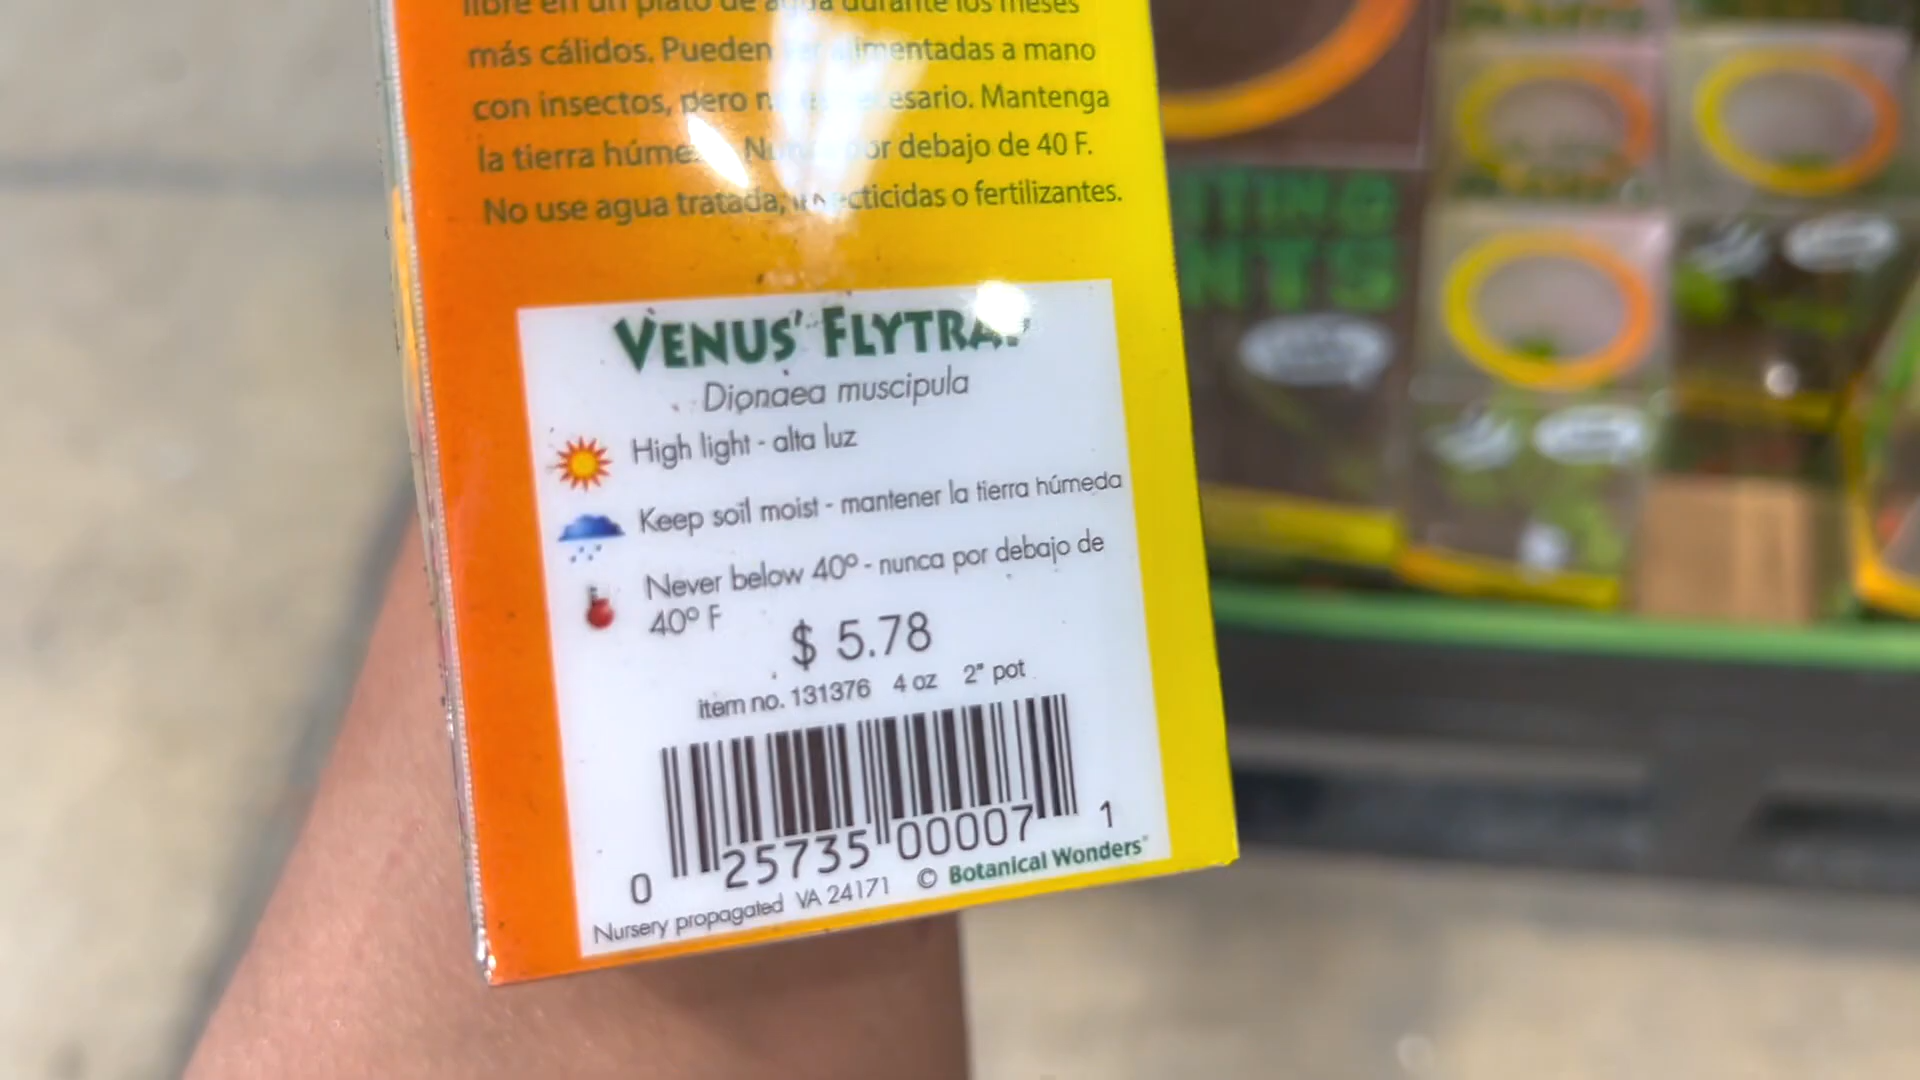 libre en un plato de agua durante los meses
más cálidos. Pueden ser alimentadas a mano
con insectos, pero no es necesario. Mantenga
la tierra húmeda. Nunca por debajo de 40 F.
No use agua tratada, insecticidas o fertilizantes.
VENUS' FLYTRAP
Dionaea muscipula
High light - alta luz
Keep soil moist - mantener la tierra húmeda
Never below 40º - nunca por debajo de
40º F
$ 5.78
item no. 131376 4 oz 2" pot
0 25735 00007 1
Nursery propagated VA 24171 © Botanical Wonders